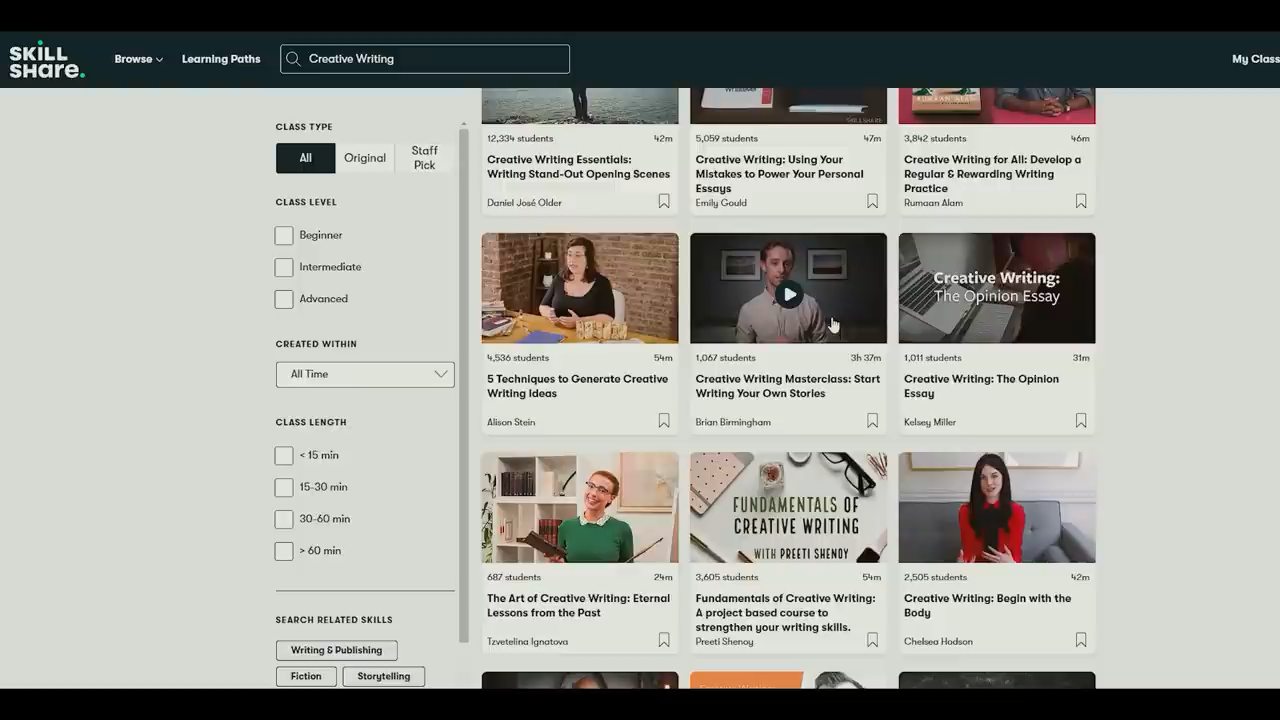 SKILL
SHare.
Browse
Learning Paths
Creative Writing
My Class
CLASS TYPE
All
Original
Staff
Pick
CLASS LEVEL
Beginner
Intermediate
Advanced
CREATED WITHIN
All Time
CLASS LENGTH
< 15 min
15-30 min
30-60 min
> 60 min
SEARCH RELATED SKILLS
Writing & Publishing
Fiction
Storytelling
SKILLSHARE
RUMAAN ALAM
12,334 students
42m
Creative Writing Essentials:
Writing Stand-Out Opening Scenes
Daniel José Older
5,059 students
47m
Creative Writing: Using Your
Mistakes to Power Your Personal
Essays
Emily Gould
3,842 students
46m
Creative Writing for All: Develop a
Regular & Rewarding Writing
Practice
Rumaan Alam
4,536 students
54m
5 Techniques to Generate Creative
Writing Ideas
Alison Stein
1,067 students
3h 37m
Creative Writing Masterclass: Start
Writing Your Own Stories
Brian Birmingham
Creative Writing:
The Opinion Essay
1,011 students
31m
Creative Writing: The Opinion
Essay
Kelsey Miller
687 students
24m
The Art of Creative Writing: Eternal
Lessons from the Past
Tzvetelina Ignatova
FUNDAMENTALS OF
CREATIVE WRITING
WITH PREETI SHENOY
3,605 students
54m
Fundamentals of Creative Writing:
A project based course to
strengthen your writing skills.
Preeti Shenoy
2,505 students
42m
Creative Writing: Begin with the
Body
Chelsea Hodson